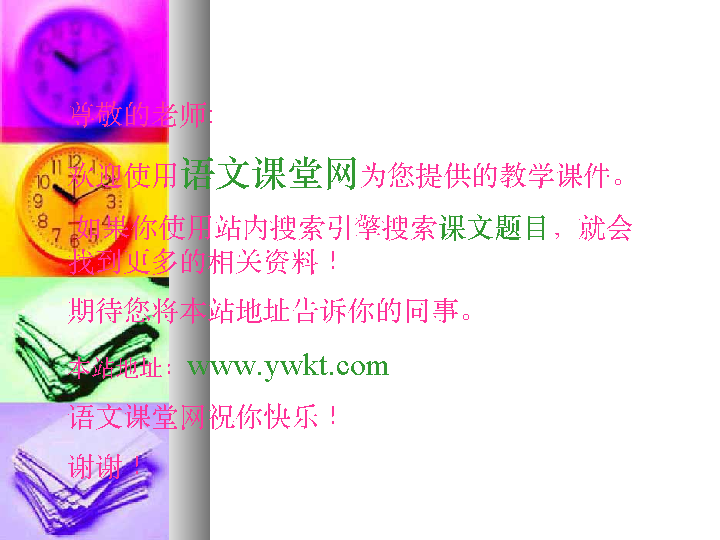 尊敬的老师:
欢迎使用语文课堂网为您提供的教学课件。
如果你使用站内搜索引擎搜索课文题目，就会
找到更多的相关资料！
期待您将本站地址告诉你的同事。
本站地址：www.ywkt.com
语文课堂网祝你快乐！
谢谢！